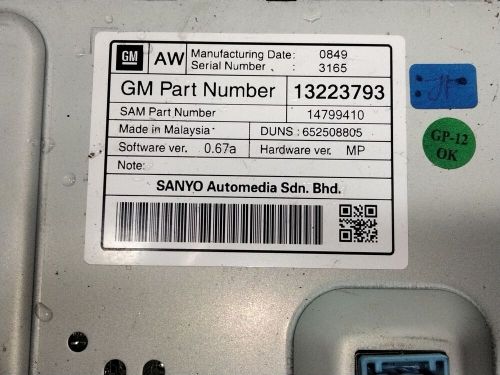 GM AW Manufacturing Date: 0849
Serial Number : 3165
GM Part Number 13223793
SAM Part Number 14799410
Made in Malaysia DUNS : 652508805
Software ver. 0.67a Hardware ver. MP
Note:
SANYO Automedia Sdn. Bhd.
GP-12
OK